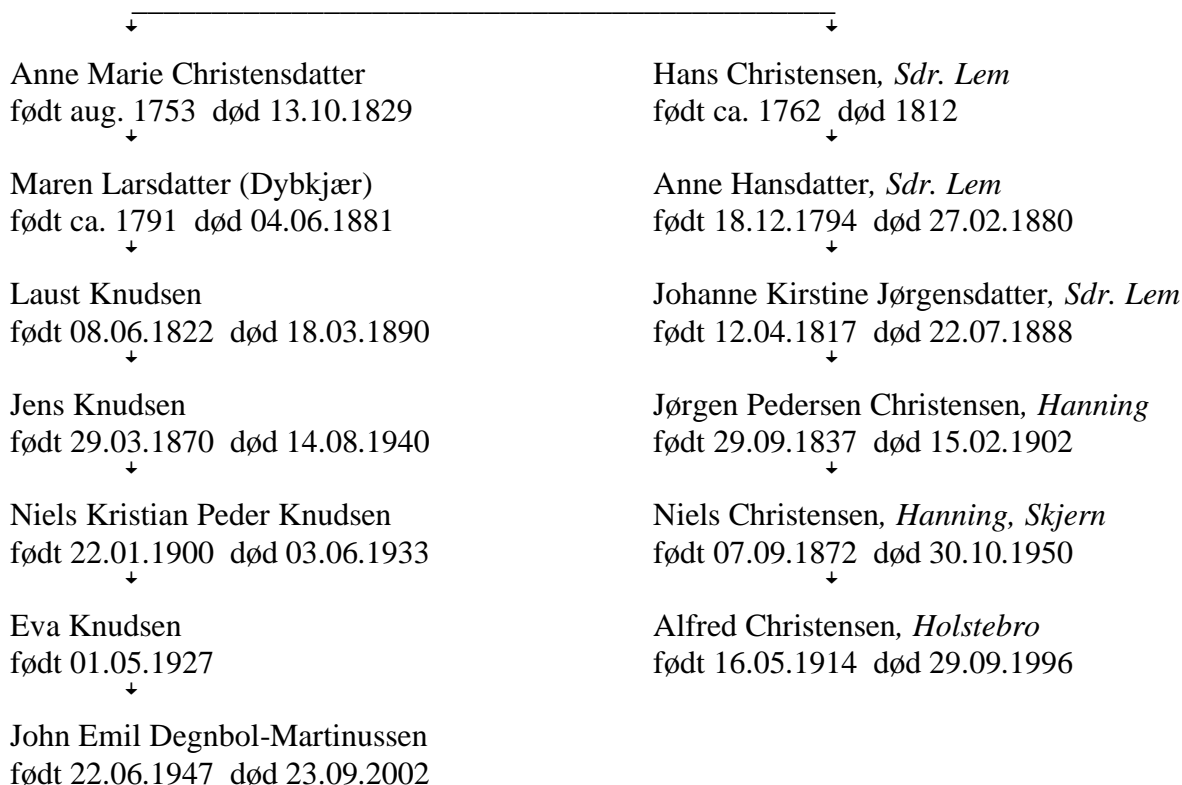 Anne Marie Christensdatter
født aug. 1753 død 13.10.1829
Maren Larsdatter (Dybkjær)
født ca. 1791 død 04.06.1881
Laust Knudsen
født 08.06.1822 død 18.03.1890
Jens Knudsen
født 29.03.1870 død 14.08.1940
Niels Kristian Peder Knudsen
født 22.01.1900 død 03.06.1933
Eva Knudsen
født 01.05.1927
John Emil Degnbol-Martinussen
født 22.06.1947 død 23.09.2002
Hans Christensen, Sdr. Lem
født ca. 1762 død 1812
Anne Hansdatter, Sdr. Lem
født 18.12.1794 død 27.02.1880
Johanne Kirstine Jørgensdatter, Sdr. Lem
født 12.04.1817 død 22.07.1888
Jørgen Pedersen Christensen, Hanning
født 29.09.1837 død 15.02.1902
Niels Christensen, Hanning, Skjern
født 07.09.1872 død 30.10.1950
Alfred Christensen, Holstebro
født 16.05.1914 død 29.09.1996